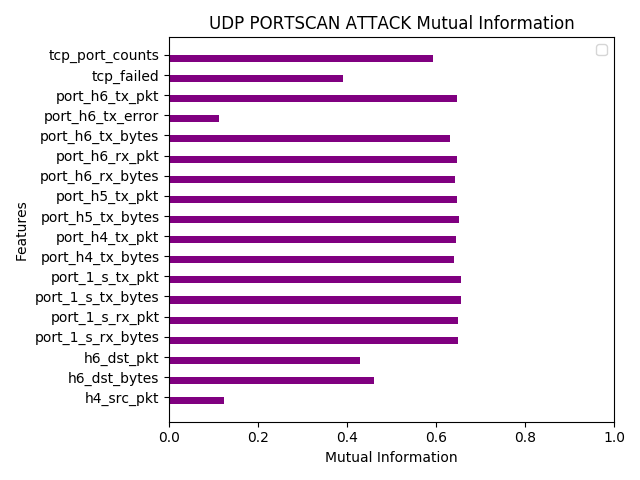 UDP PORTSCAN ATTACK Mutual Information
tcp_port_counts
tcp_failed
port_h6_tx_pkt
port_h6_tx_error
port_h6_tx_bytes
port_h6_rx_pkt
port_h6_rx_bytes
port_h5_tx_pkt
port_h5_tx_bytes
port_h4_tx_pkt
port_h4_tx_bytes
port_1_s_tx_pkt
port_1_s_tx_bytes
port_1_s_rx_pkt
port_1_s_rx_bytes
h6_dst_pkt
h6_dst_bytes
h4_src_pkt
Features
0.0 0.2 0.4 0.6 0.8 1.0
Mutual Information